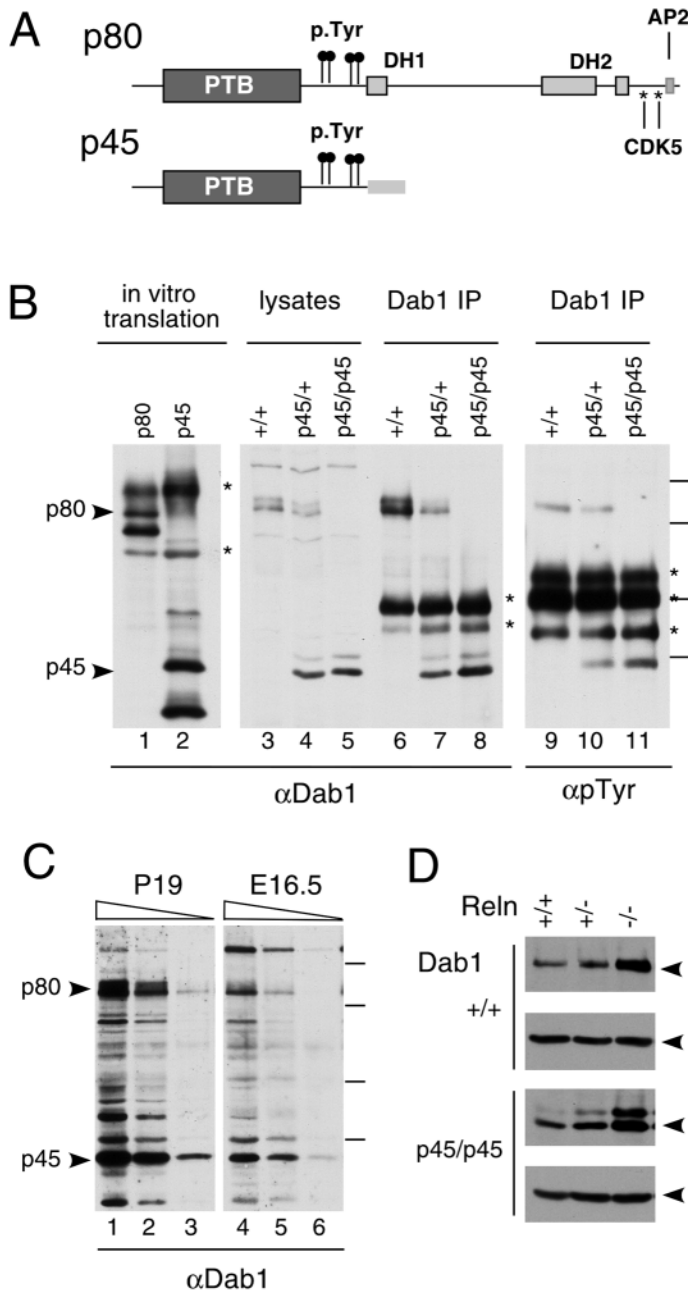 A
p80
p.Tyr
DH1
DH2
AP2
PTB
* *
CDK5
p45
p.Tyr
PTB
B
in vitro translation
lysates
Dab1 IP
Dab1 IP
p80
p45
+/+
p45/+
p45/p45
+/+
p45/+
p45/p45
+/+
p45/+
p45/p45
p80
p45
*
*
*
*
*
*
*
1 2 3 4 5 6 7 8 9 10 11
αDab1
αpTyr
C
P19
E16.5
p80
p45
1 2 3 4 5 6
αDab1
D
Reln
+/+
+/-
-/-
Dab1
+/+
p45/p45